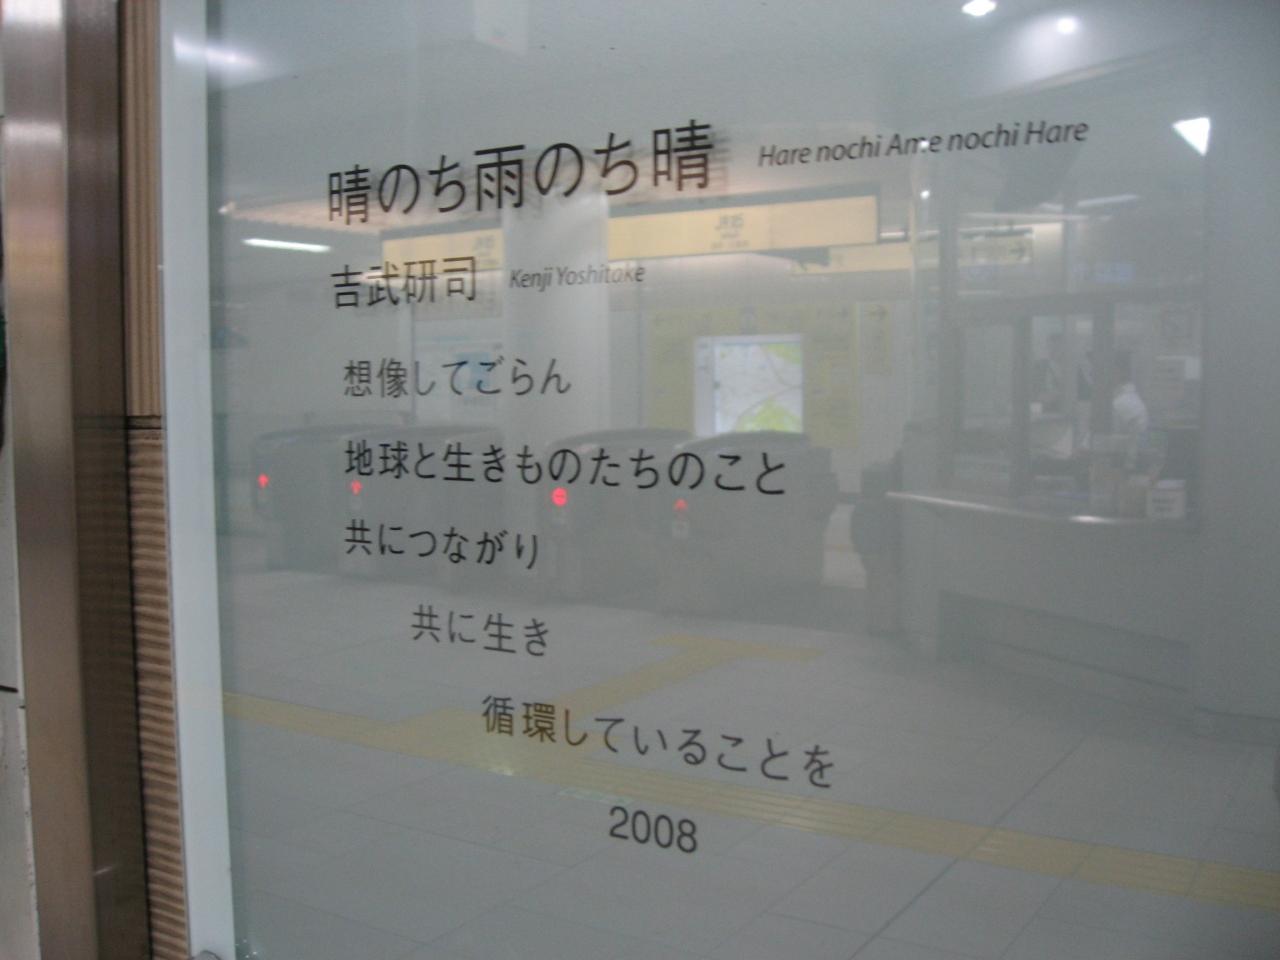 晴のち雨のち晴 Hare nochi Ame nochi Hare
吉武研司 Kenji Yoshitake
想像してごらん
地球と生きものたちのこと
共につながり
共に生き
循環していることを
2008